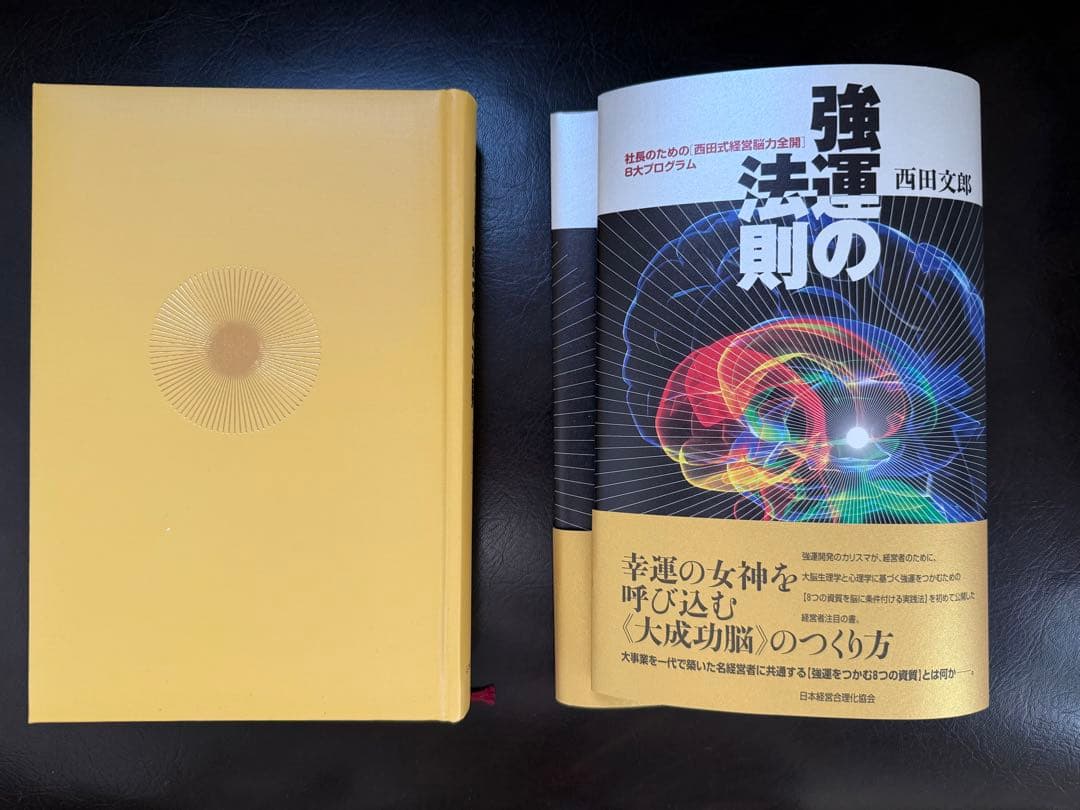 強運の
法則
社長のための[西田式経営脳力全開]
8大プログラム
西田文郎
幸運の女神を
呼び込む
《大成功脳》のつくり方
強運開発のカリスマが、経営者のために、
大脳生理学と心理学に基づく強運をつかむための
【8つの資質を脳に条件付ける実践法】を初めて公開した
経営者注目の書。
大事業を一代で築いた名経営者に共通する【強運をつかむ8つの資質】とは何か──。
日本経営合理化協会